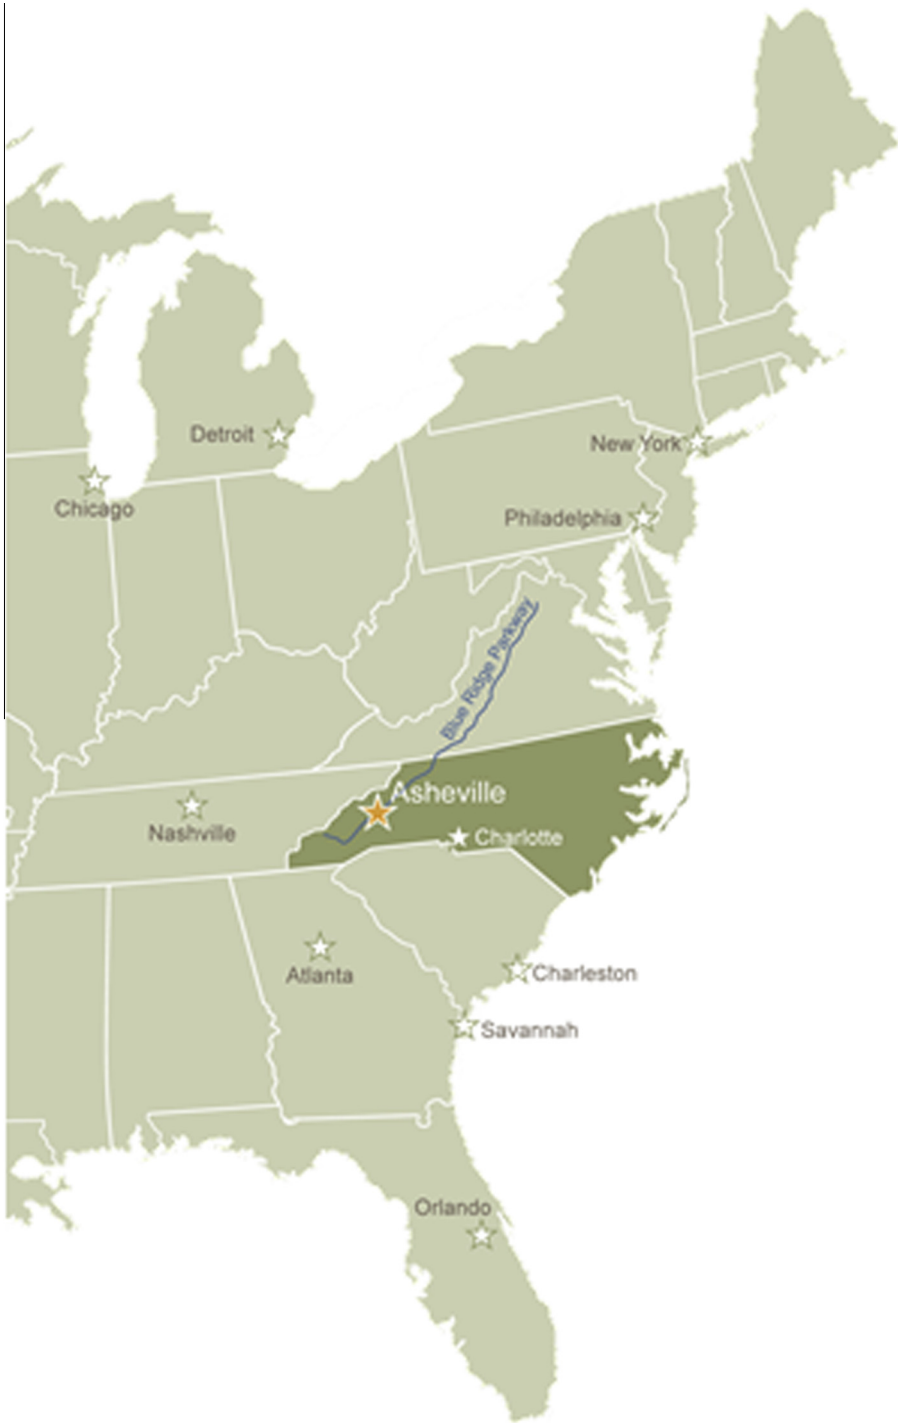 Detroit
New York
Chicago
Philadelphia
Blue Ridge Parkway
Asheville
Nashville
Charlotte
Atlanta
Charleston
Savannah
Orlando